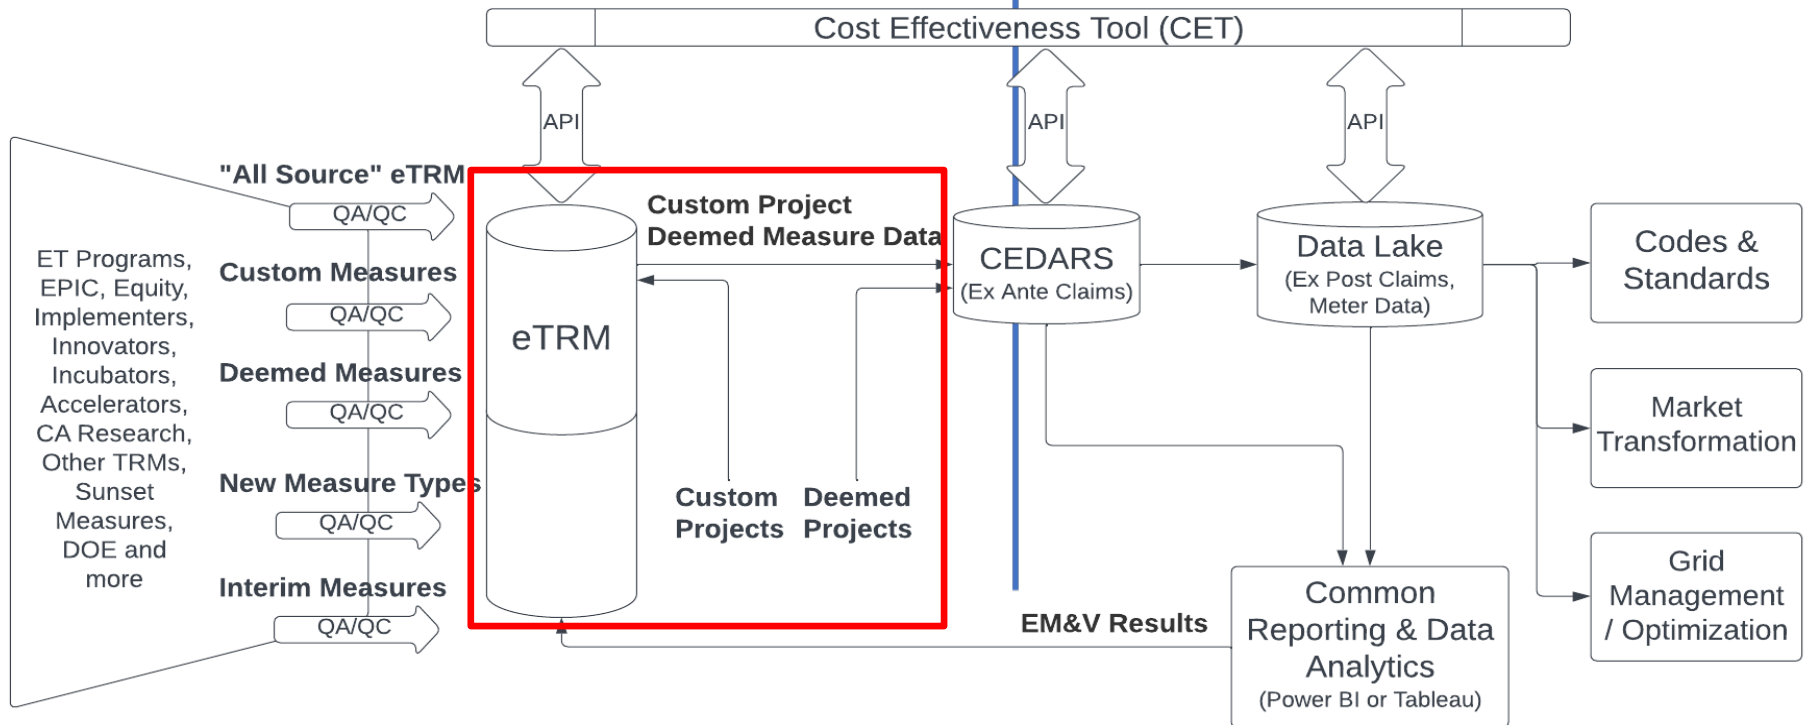 Cost Effectiveness Tool (CET)
API
API
API
"All Source" eTRM
QA/QC
Custom Measures
QA/QC
Deemed Measures
QA/QC
New Measure Types
QA/QC
Interim Measures
QA/QC
ET Programs,
EPIC, Equity,
Implementers,
Innovators,
Incubators,
Accelerators,
CA Research,
Other TRMs,
Sunset
Measures,
DOE and
more
eTRM
Custom Project
Deemed Measure Data
Custom
Projects
Deemed
Projects
CEDARS
(Ex Ante Claims)
Data Lake
(Ex Post Claims,
Meter Data)
Codes &
Standards
Market
Transformation
Grid
Management
/ Optimization
EM&V Results
Common
Reporting & Data
Analytics
(Power BI or Tableau)